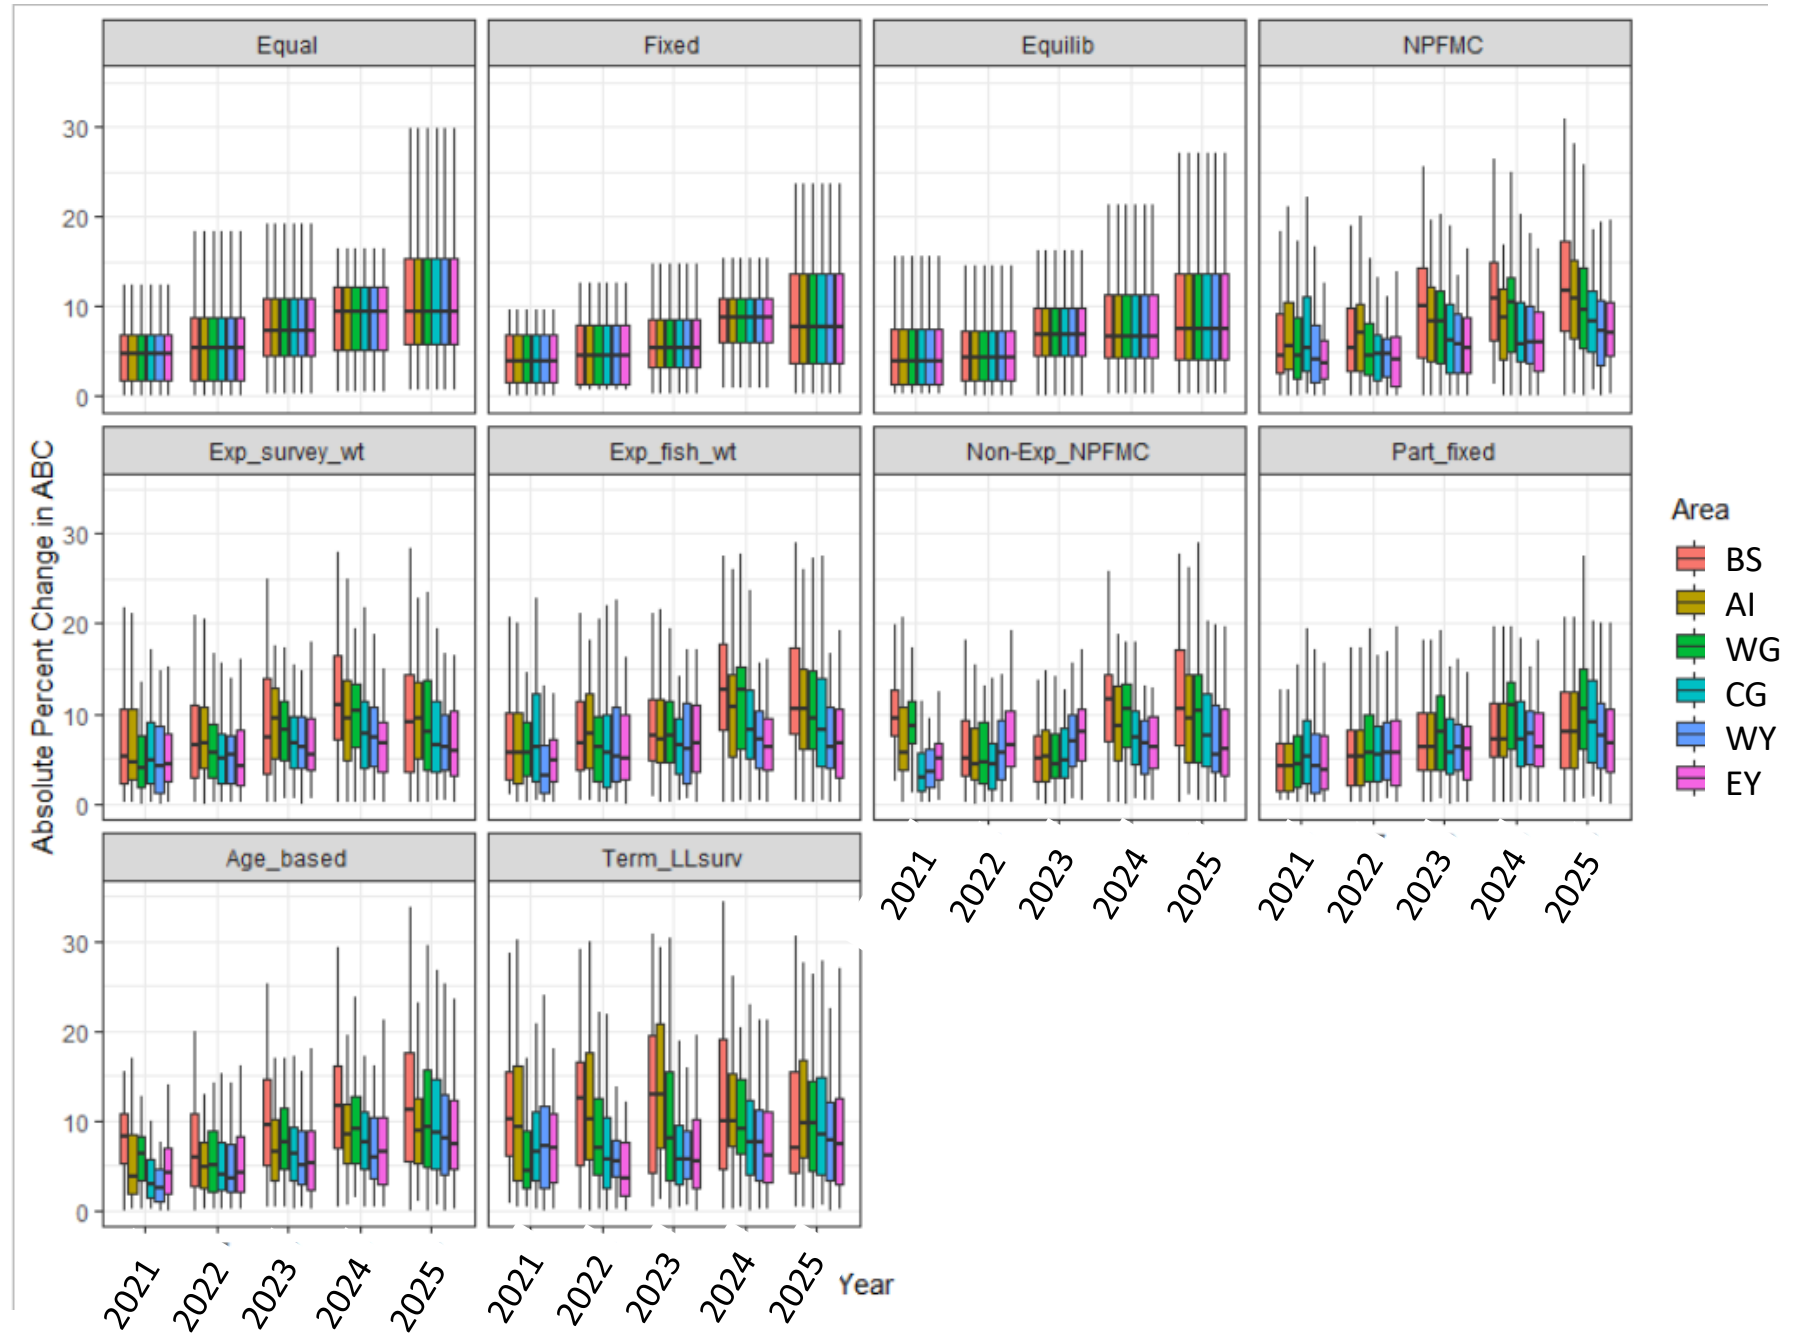 Equal Fixed Equilib NPFMC
30
20
10
0
Exp_survey_wt Exp_fish_wt Non-Exp_NPFMC Part_fixed
30
20
10
0
Absolute Percent Change in ABC
Area
BS
AI
WG
CG
WY
EY
2021 2022 2023 2024 2025 2021 2022 2023 2024 2025
Age_based Term_LLsurv
30
20
10
0
2021 2022 2023 2024 2025 2021 2022 2023 2024 2025
Year